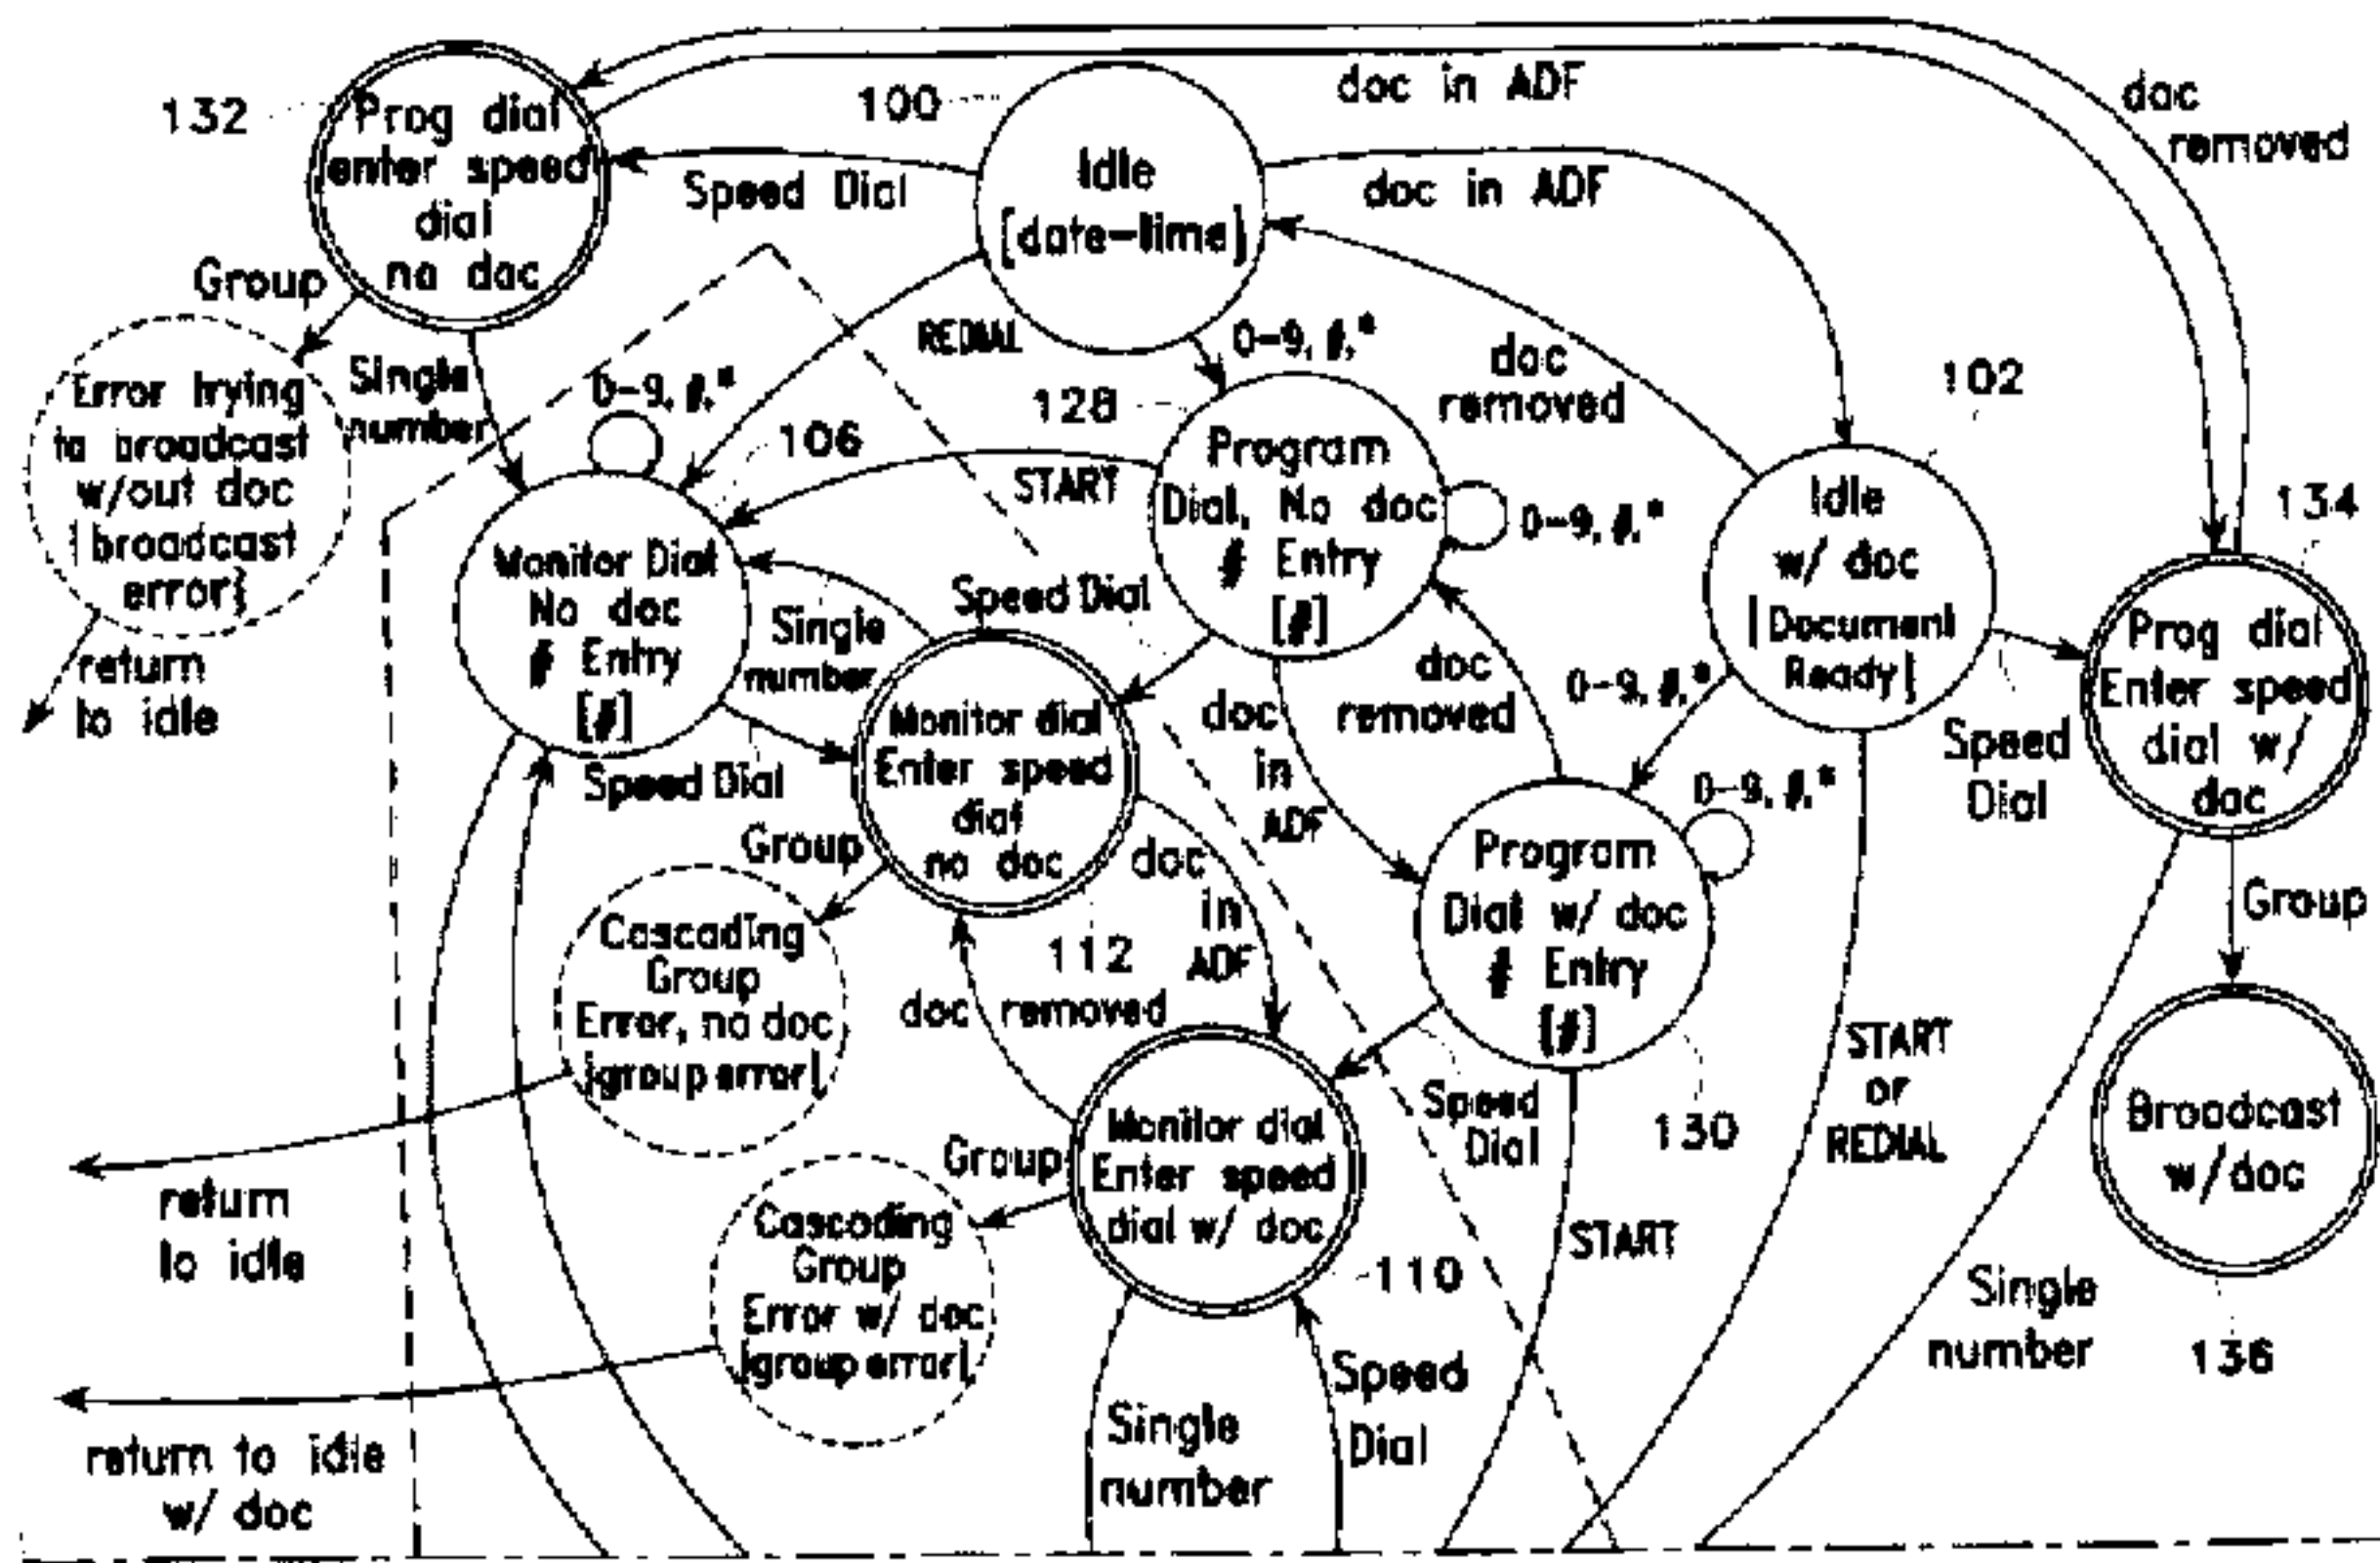 132
Prog dial
enter speed
dial
no doc
100
Idle
[date-time]
doc in ADF
doc
removed
Speed Dial
doc in ADF
Group
Error trying
to broadcast
w/out doc
[broadcast
error]
return
to idle
Single
number
0-9, #,*
REDIAL
0-9, #,*
106
128
START
Program
Dial, No doc
# Entry
[#]
0-9, #,*
doc
removed
102
Idle
w/ doc
[Document
Ready]
134
Prog dial
Enter speed
dial w/
doc
Monitor Dial
No doc
# Entry
[#]
Single
number
Speed Dial
Speed Dial
Monitor dial
Enter speed
dial
no doc
112
doc
in
ADF
doc
removed
0-9, #,*
Speed
Dial
0-9, #,*
Program
Dial w/ doc
# Entry
[#]
130
Group
Cascading
Group
Error, no doc
[group error]
return
to idle
doc
in
ADF
doc removed
Speed
Dial
START
or
REDIAL
Group
Broadcast
w/doc
136
Monitor dial
Enter speed
dial w/ doc
110
Group
Cascading
Group
Error w/ doc
[group error]
return to idle
w/ doc
START
Single
number
Speed
Dial
Single
number